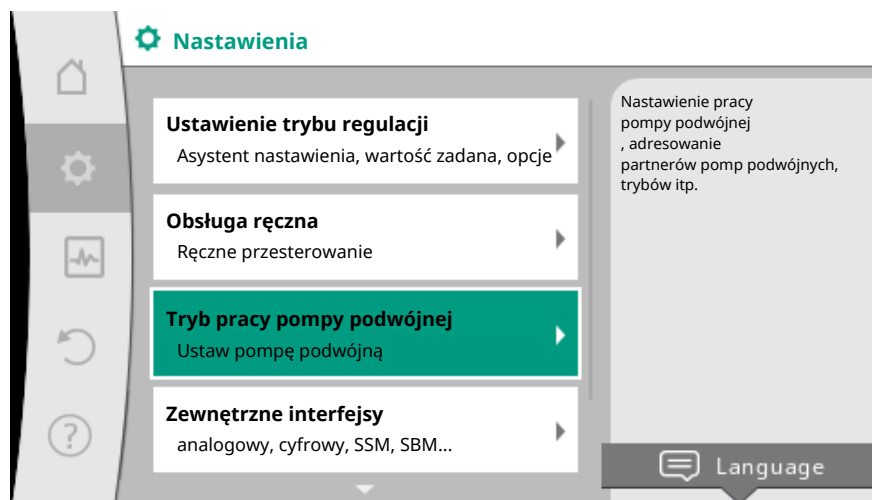 Nastawienia
Ustawienie trybu regulacji
Asystent nastawienia, wartość zadana, opcje
Obsługa ręczna
Ręczne przesterowanie
Tryb pracy pompy podwójnej
Ustaw pompę podwójną
Zewnętrzne interfejsy
analogowy, cyfrowy, SSM, SBM...
Nastawienie pracy
pompy podwójnej
, adresowanie
partnerów pomp podwójnych,
trybów itp.
Language